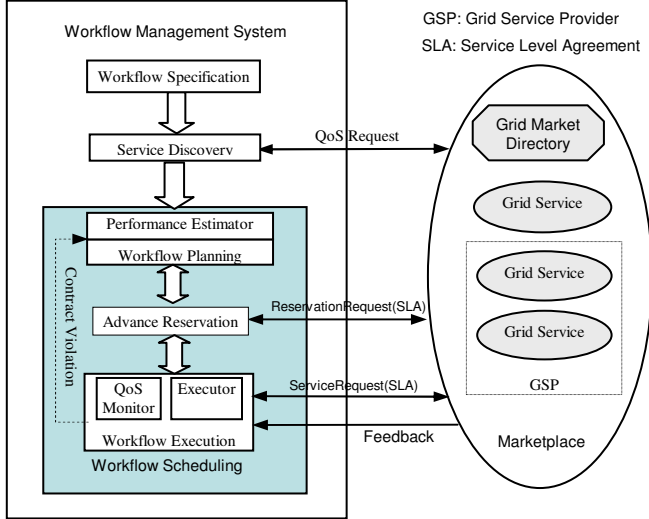 Workflow Management System
GSP: Grid Service Provider
SLA: Service Level Agreement
Workflow Specification
Service Discovery
QoS Request
Grid Market
Directory
Grid Service
Performance Estimator
Workflow Planning
Grid Service
Contract Violation
Advance Reservation
ReservationRequest(SLA)
Grid Service
QoS
Monitor
Executor
ServiceRequest(SLA)
GSP
Workflow Execution
Feedback
Marketplace
Workflow Scheduling